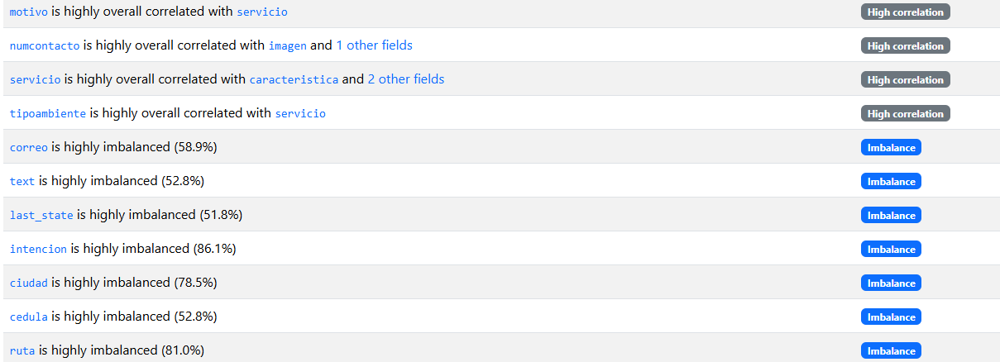 motivo is highly overall correlated with servicio High correlation
numcontacto is highly overall correlated with imagen and 1 other fields High correlation
servicio is highly overall correlated with caracteristica and 2 other fields High correlation
tipoambiente is highly overall correlated with servicio High correlation
correo is highly imbalanced (58.9%) Imbalance
text is highly imbalanced (52.8%) Imbalance
last_state is highly imbalanced (51.8%) Imbalance
intencion is highly imbalanced (86.1%) Imbalance
ciudad is highly imbalanced (78.5%) Imbalance
cedula is highly imbalanced (52.8%) Imbalance
ruta is highly imbalanced (81.0%) Imbalance